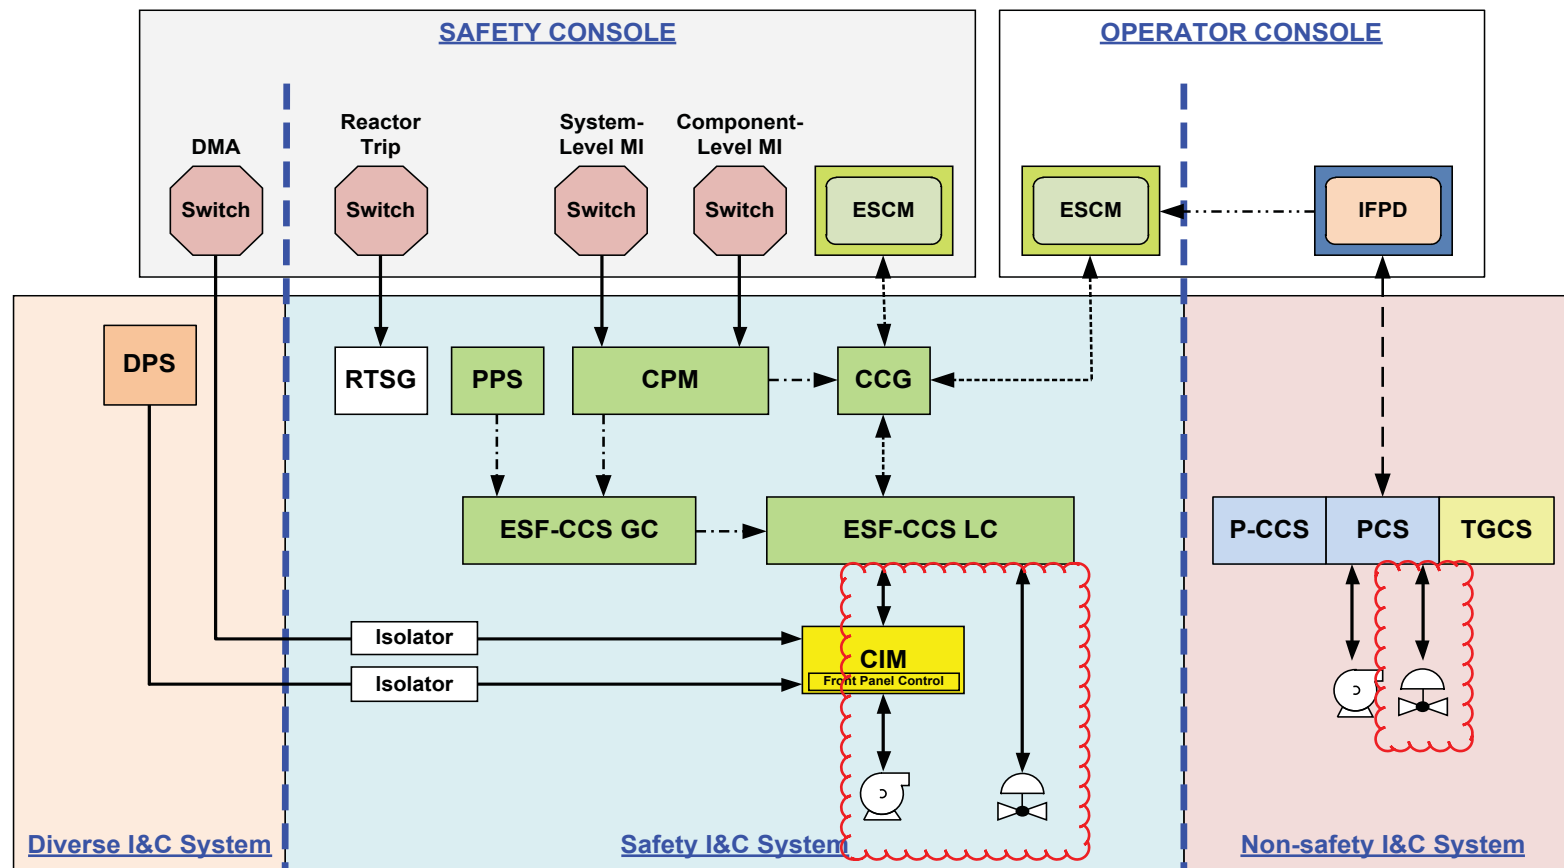 SAFETY CONSOLE
OPERATOR CONSOLE
DMA
Reactor
Trip
System-
Level MI
Component-
Level MI
Switch
Switch
Switch
Switch
ESCM
ESCM
IFPD
DPS
RTSG
PPS
CPM
CCG
ESF-CCS GC
ESF-CCS LC
P-CCS
PCS
TGCS
Isolator
Isolator
CIM
Front Panel Control
Diverse I&C System
Safety I&C System
Non-safety I&C System